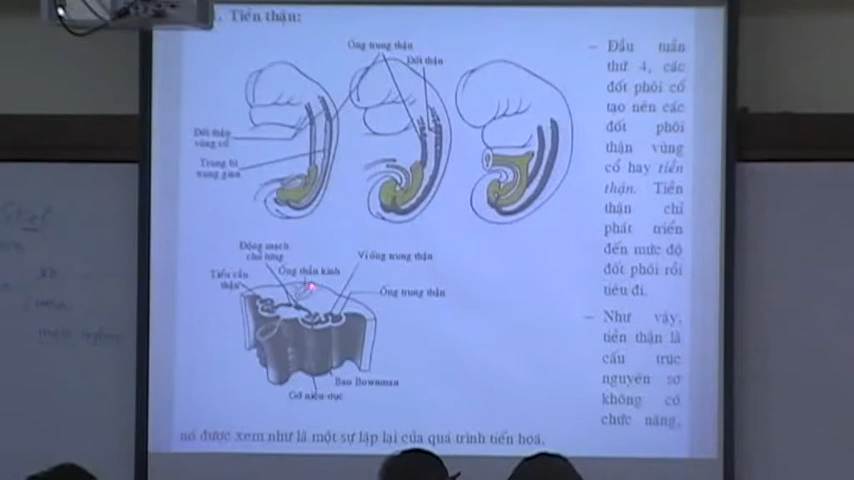 1. Tiền thận:
Ống trung thận
Đốt thận
Đốt thận
vùng cổ
Trung bì
trung gian
Động mạch
chủ lưng
Vi ống trung thận
Tiểu cầu
thận
Ống thần kinh
Ống trung thận
Bao Bowmann
Gờ niệu-dục
– Đầu tuần
thứ 4, các
đốt phôi cổ
tạo nên các
đốt phôi
thận vùng
cổ hay tiền
thận. Tiền
thận chỉ
phát triển
đến mức độ
đốt phôi rồi
tiêu đi.
– Như vậy,
tiền thận là
cấu trúc
nguyên sơ
không có
chức năng,
nó được xem như là một sự lập lại của quá trình tiến hoá.